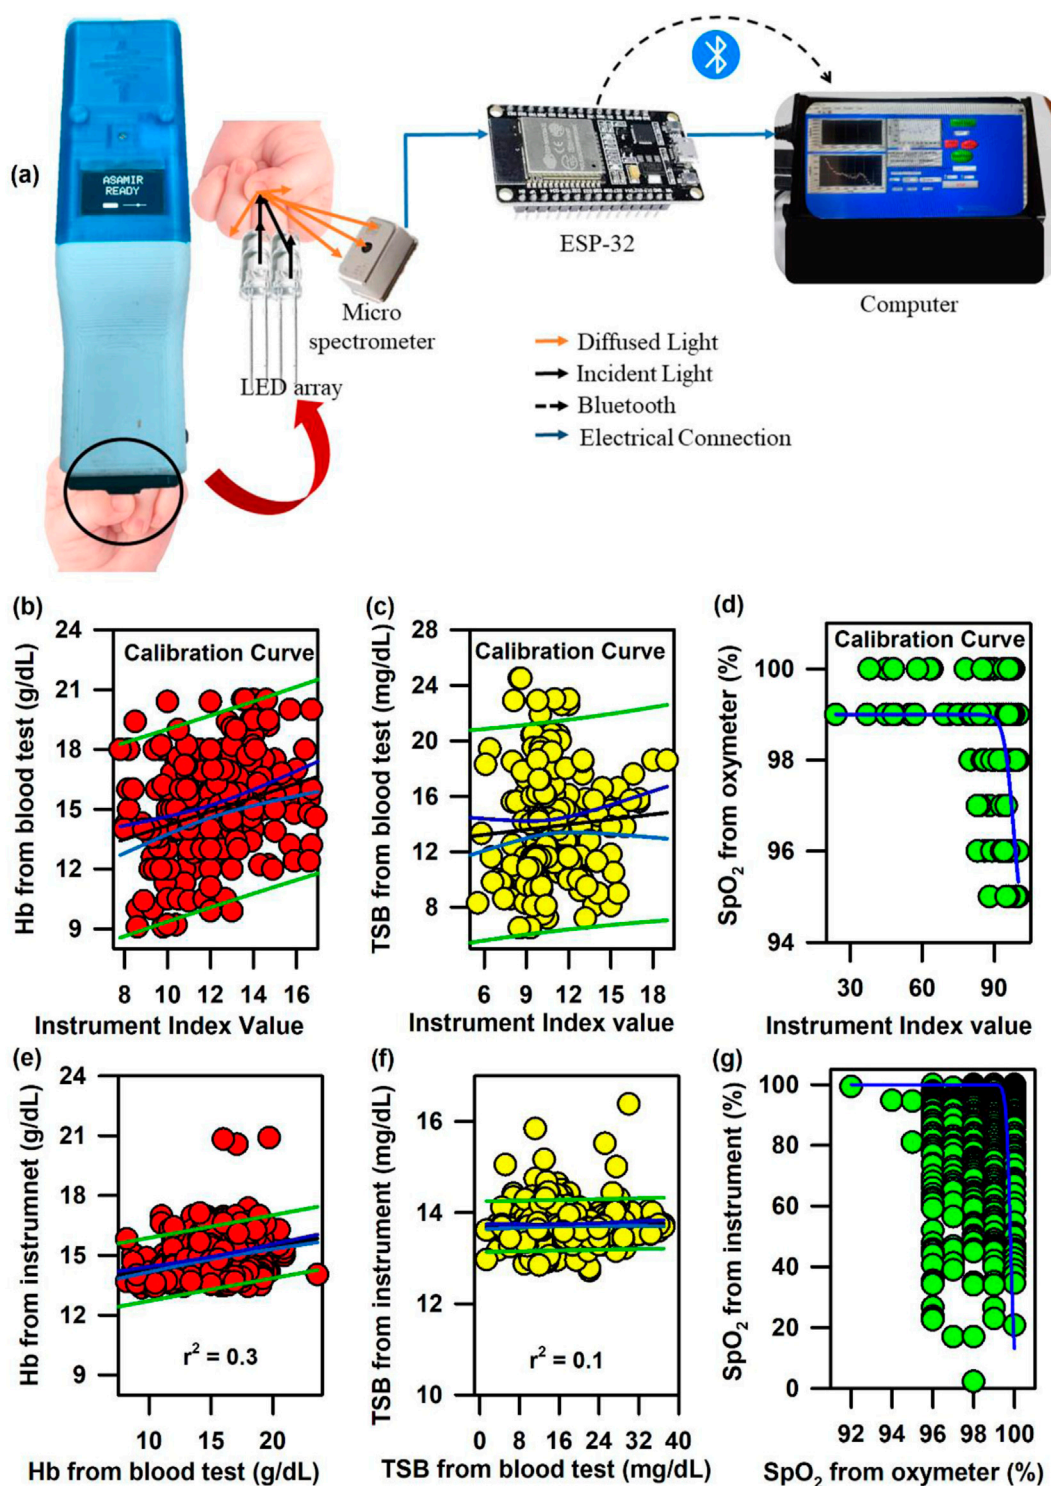 (a)
ASAMIR
READY
LED array
Micro
spectrometer
ESP-32
Computer
Diffused Light
Incident Light
Bluetooth
Electrical Connection
(b)
Calibration Curve
Hb from blood test (g/dL)
24
21
18
15
12
9
8 10 12 14 16
Instrument Index Value
(c)
Calibration Curve
TSB from blood test (mg/dL)
28
24
20
16
12
8
6 9 12 15 18
Instrument Index value
(d)
Calibration Curve
SpO2 from oxymeter (%)
100
98
96
94
30 60 90
Instrument Index value
(e)
Hb from instrumnet (g/dL)
24
21
18
15
12
9
r2 = 0.3
10 15 20
Hb from blood test (g/dL)
(f)
TSB from instrument (mg/dL)
16
14
12
10
r2 = 0.1
0 8 16 24 32 40
TSB from blood test (mg/dL)
(g)
SpO2 from instrument (%)
100
80
60
40
20
0
92 94 96 98 100
SpO2 from oxymeter (%)